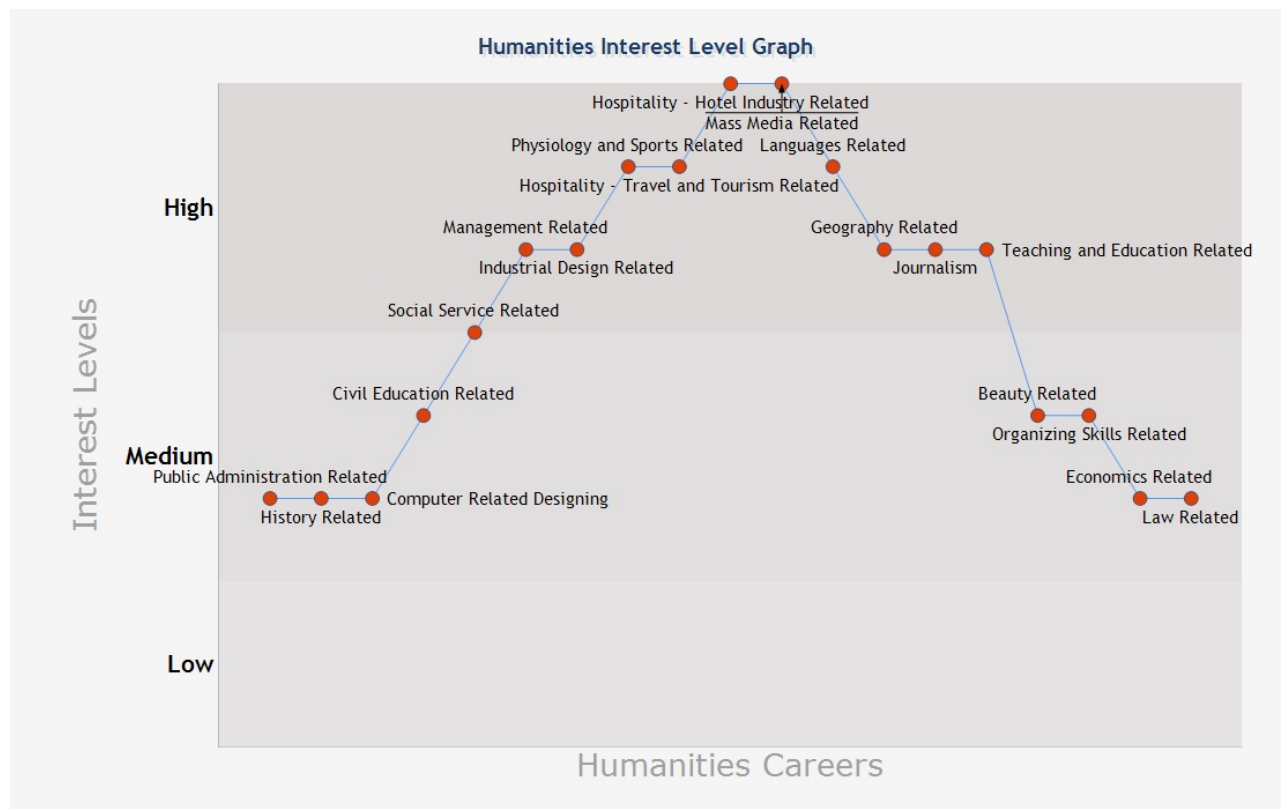 Humanities Interest Level Graph
Hospitality - Hotel Industry Related
Mass Media Related
Physiology and Sports Related
Languages Related
Hospitality - Travel and Tourism Related
High
Management Related
Geography Related
Industrial Design Related
Journalism
Teaching and Education Related
Social Service Related
Interest Levels
Civil Education Related
Beauty Related
Organizing Skills Related
Medium
Public Administration Related
Economics Related
Computer Related Designing
History Related
Law Related
Low
Humanities Careers